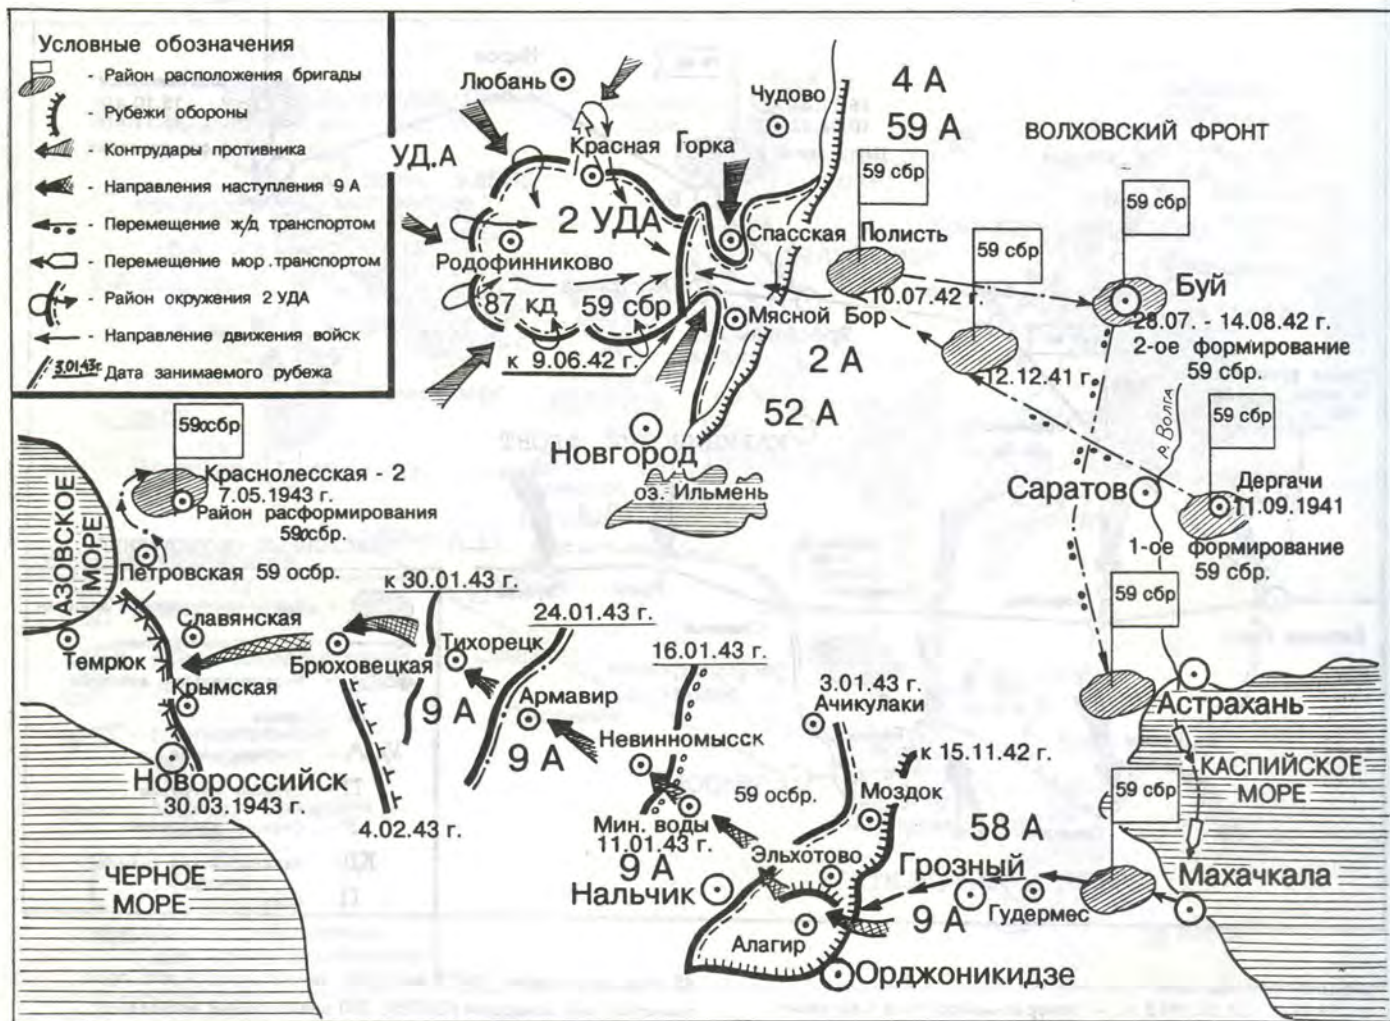 Условные обозначения
- Район расположения бригады
- Рубежи обороны
- Контрудары противника
- Направления наступления 9 А
- Перемещение ж/д транспортом
- Перемещение мор. транспортом
- Район окружения 2 УДА
- Направление движения войск
3.01.43г. Дата занимаемого рубежа
Любань
УД.А
Красная Горка
Чудово
4 А
59 А
ВОЛХОВСКИЙ ФРОНТ
59 сбр
59 сбр
59 сбр
2 УДА
Спасская Полисть
Родофинниково
87 кд
59 сбр
Мясной Бор
10.07.42 г.
Буй
28.07. - 14.08.42 г.
2-ое формирование
59 сбр.
к 9.06.42 г.
2 А
12.12.41 г.
52 А
Новгород
оз. Ильмень
р. Волга
59 сбр
Саратов
Дергачи
11.09.1941
1-ое формирование
59 сбр.
59осбр
Краснолесская - 2
7.05.1943 г.
Район расформирования
59осбр.
АЗОВСКОЕ
МОРЕ
Петровская 59 осбр.
к 30.01.43 г.
24.01.43 г.
Славянская
Тихорецк
16.01.43 г.
59 сбр
Темрюк
Брюховецкая
Крымская
9 А
Армавир
3.01.43 г.
Ачикулаки
Астрахань
9 А
Невинномысск
к 15.11.42 г.
Новороссийск
30.03.1943 г.
59 осбр.
Моздок
59 сбр
КАСПИЙСКОЕ
МОРЕ
4.02.43 г.
Мин. воды
11.01.43 г.
58 А
9 А
Эльхотово
Грозный
ЧЕРНОЕ
МОРЕ
Нальчик
Махачкала
9 А
Гудермес
Алагир
Орджоникидзе